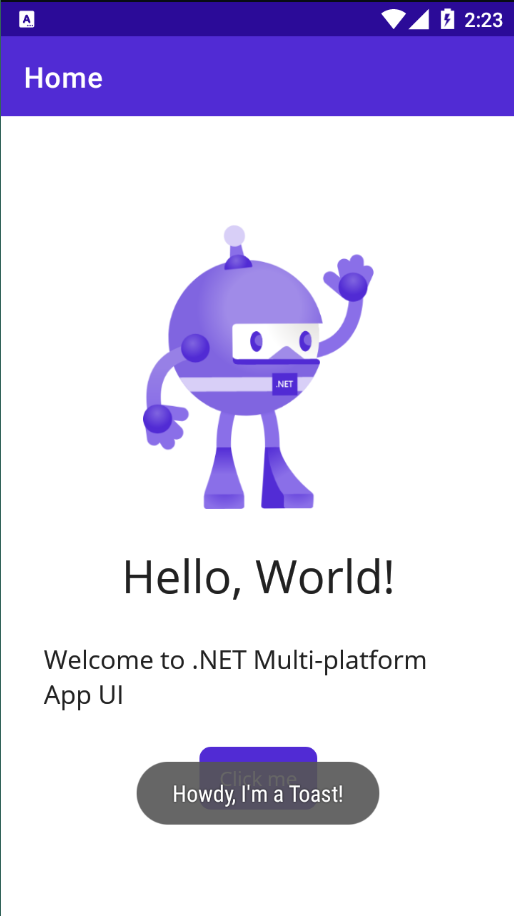 2:23
Home
.NET
Hello, World!
Welcome to .NET Multi-platform
App UI
Click me
Howdy, I'm a Toast!